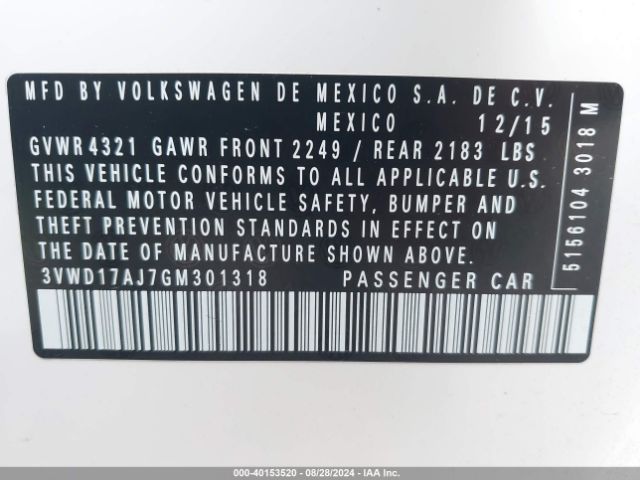 MFD BY VOLKSWAGEN DE MEXICO S.A. DE C.V.
MEXICO 12/15
GVWR 4321 GAWR FRONT 2249 / REAR 2183 LBS
THIS VEHICLE CONFORMS TO ALL APPLICABLE U.S.
FEDERAL MOTOR VEHICLE SAFETY, BUMPER AND
THEFT PREVENTION STANDARDS IN EFFECT ON
THE DATE OF MANUFACTURE SHOWN ABOVE.
3VWD17AJ7GM301318 PASSENGER CAR
5156104 3018 M
000-40153520 - 08/28/2024 - IAAI.com